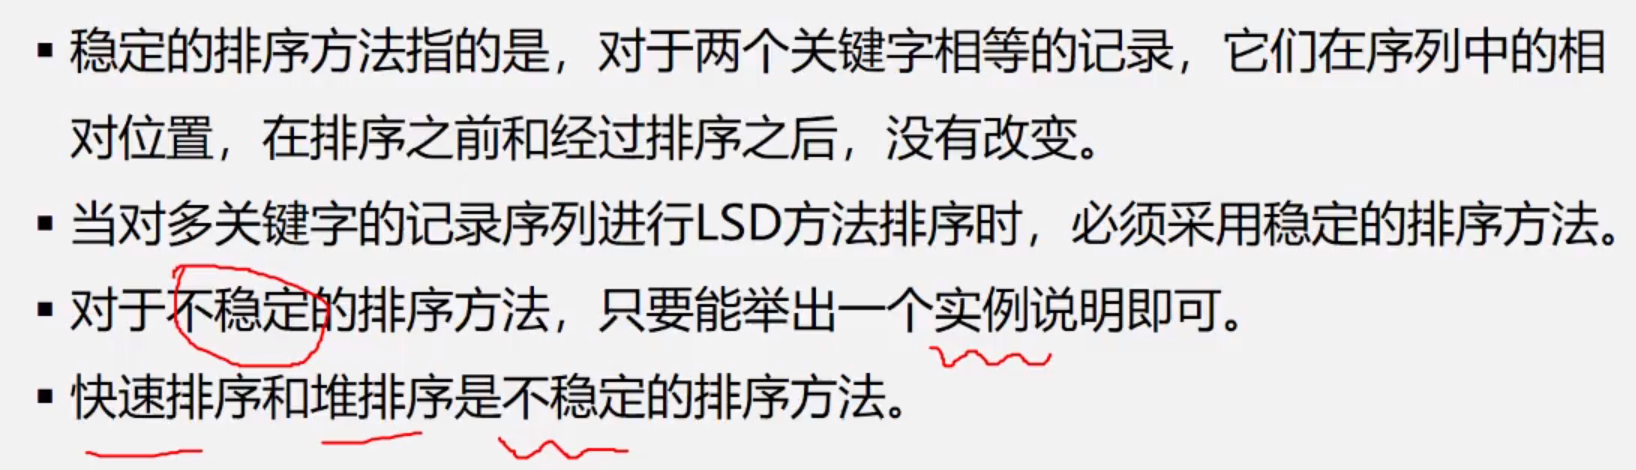 ▪ 稳定的排序方法指的是，对于两个关键字相等的记录，它们在序列中的相
对位置，在排序之前和经过排序之后，没有改变。
▪ 当对多关键字的记录序列进行LSD方法排序时，必须采用稳定的排序方法。
▪ 对于不稳定的排序方法，只要能举出一个实例说明即可。
▪ 快速排序和堆排序是不稳定的排序方法。